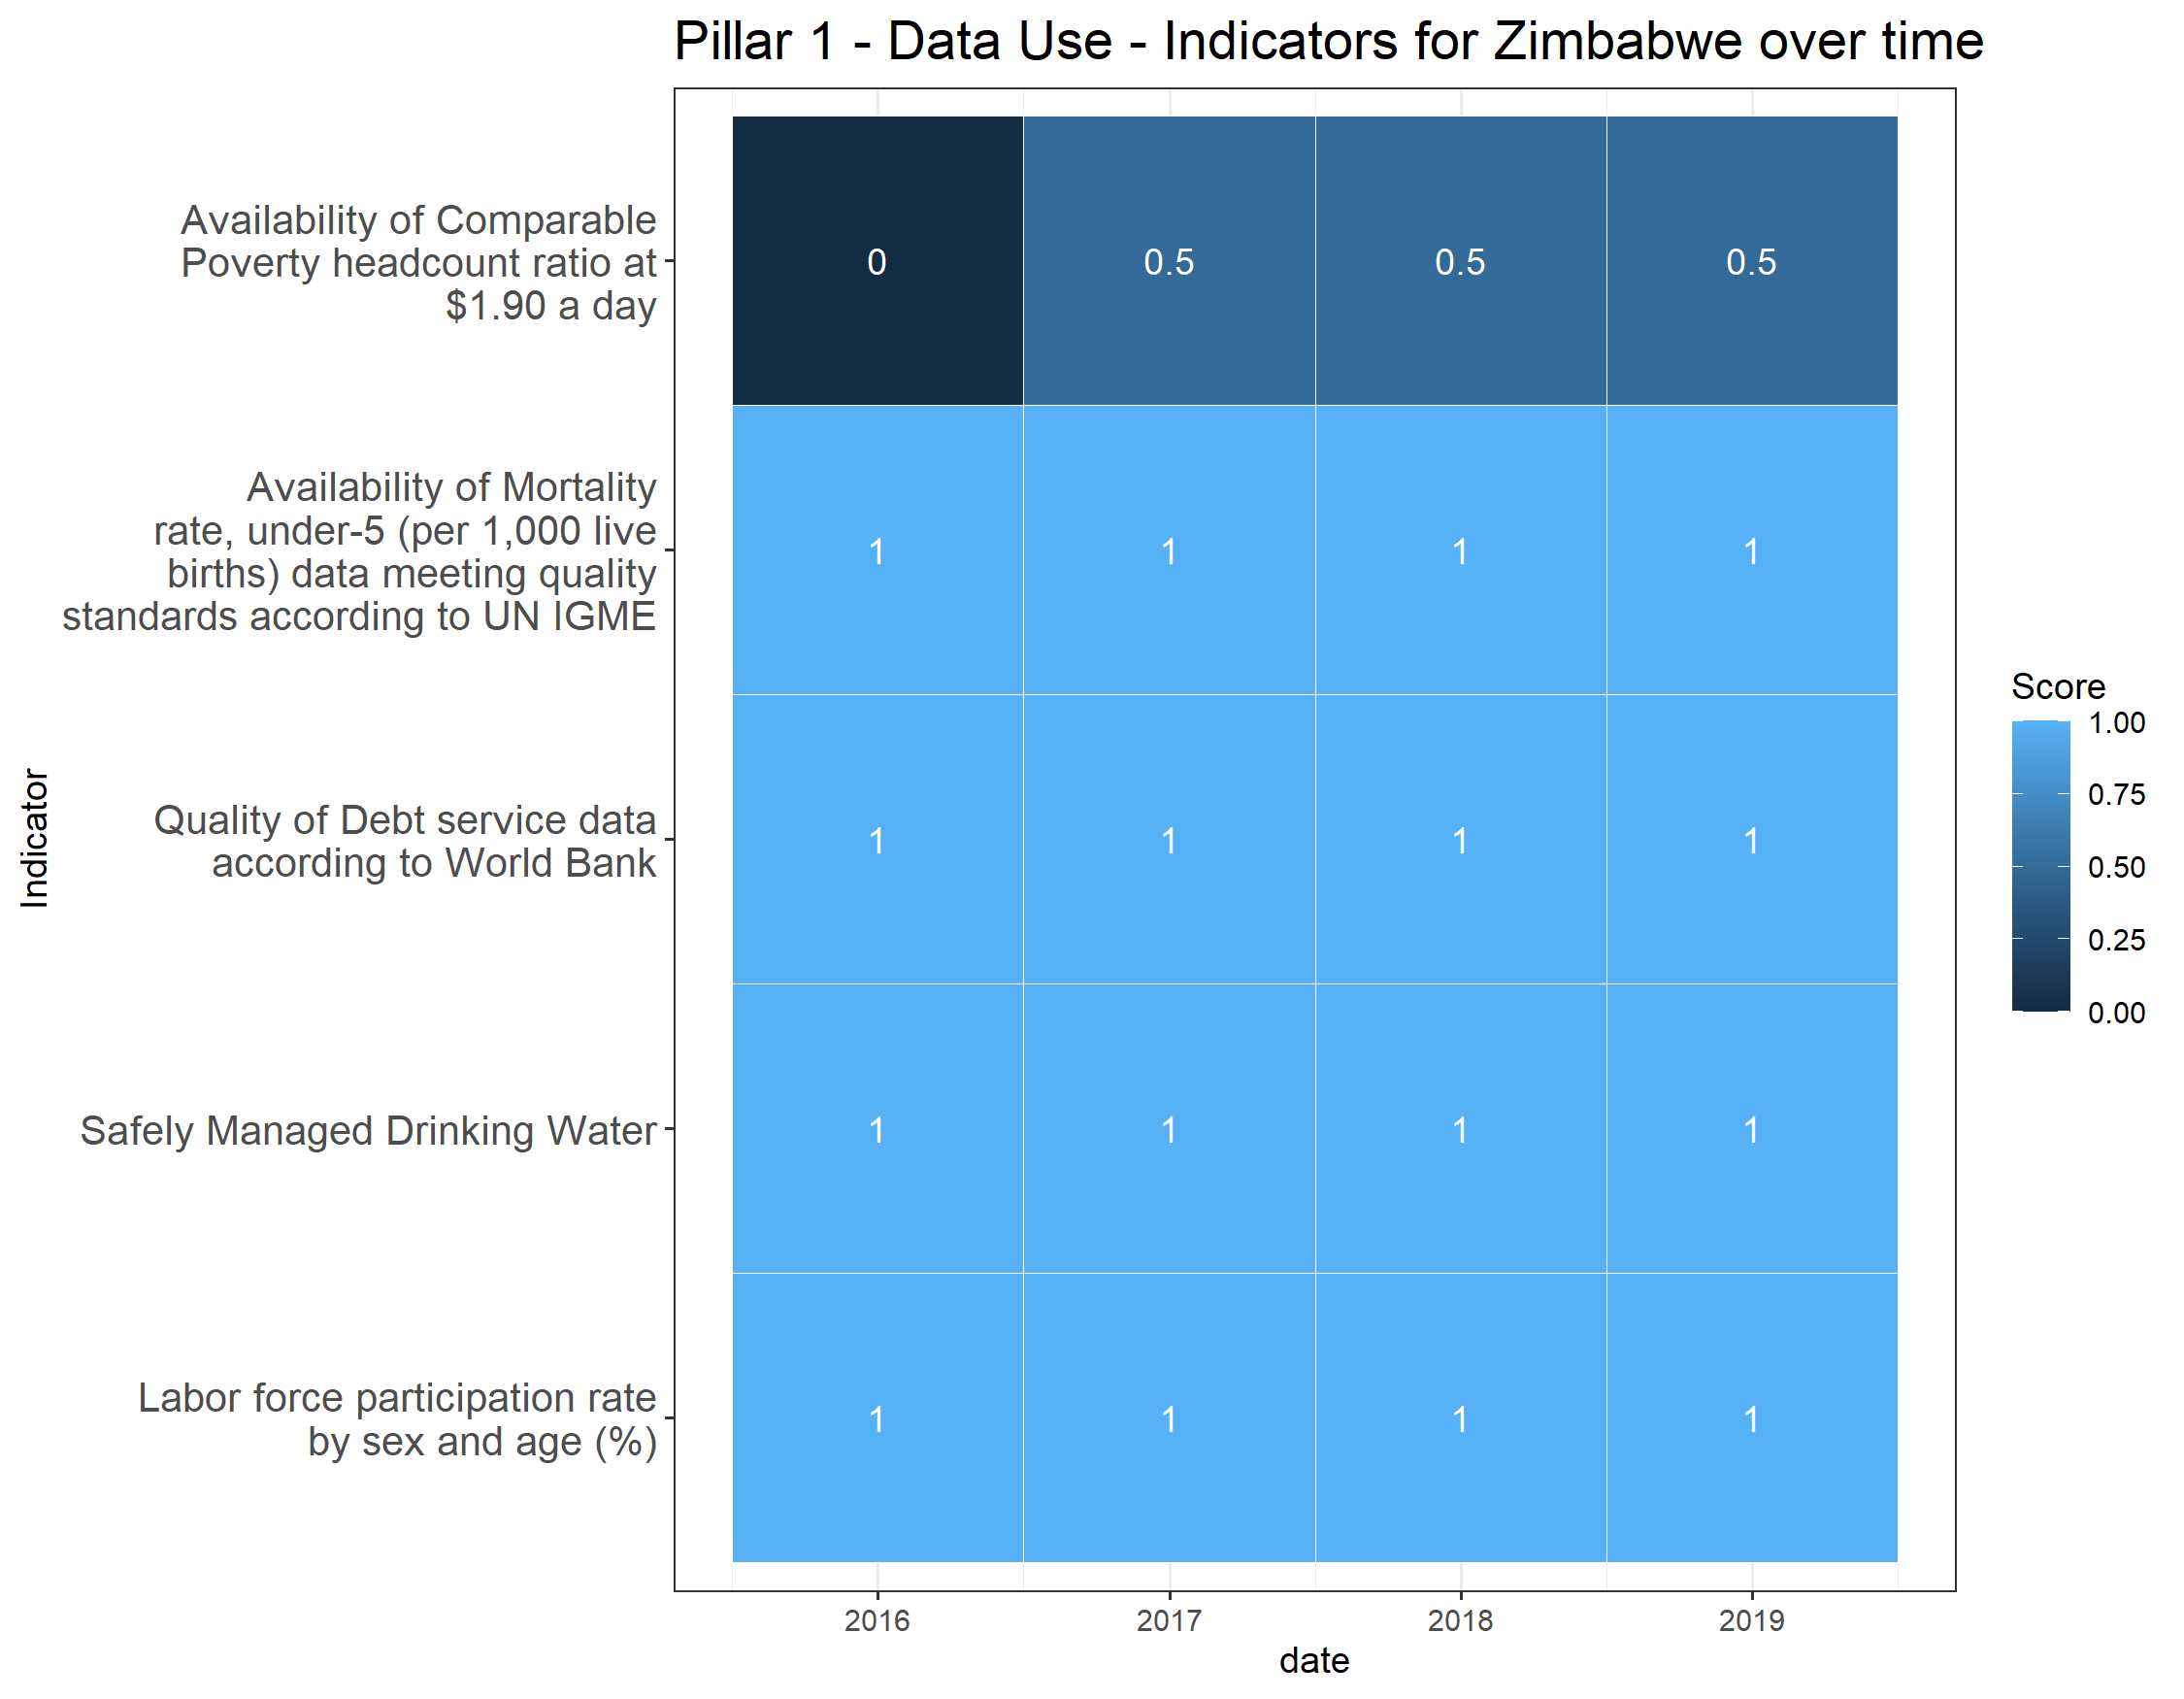 Pillar 1 - Data Use - Indicators for Zimbabwe over time
Availability of Comparable
Poverty headcount ratio at
$1.90 a day
0 0.5 0.5 0.5
Availability of Mortality
rate, under-5 (per 1,000 live
births) data meeting quality
standards according to UN IGME
1 1 1 1
Quality of Debt service data
according to World Bank
1 1 1 1
Safely Managed Drinking Water
1 1 1 1
Labor force participation rate
by sex and age (%)
1 1 1 1
Indicator
2016 2017 2018 2019
date
Score
1.00
0.75
0.50
0.25
0.00